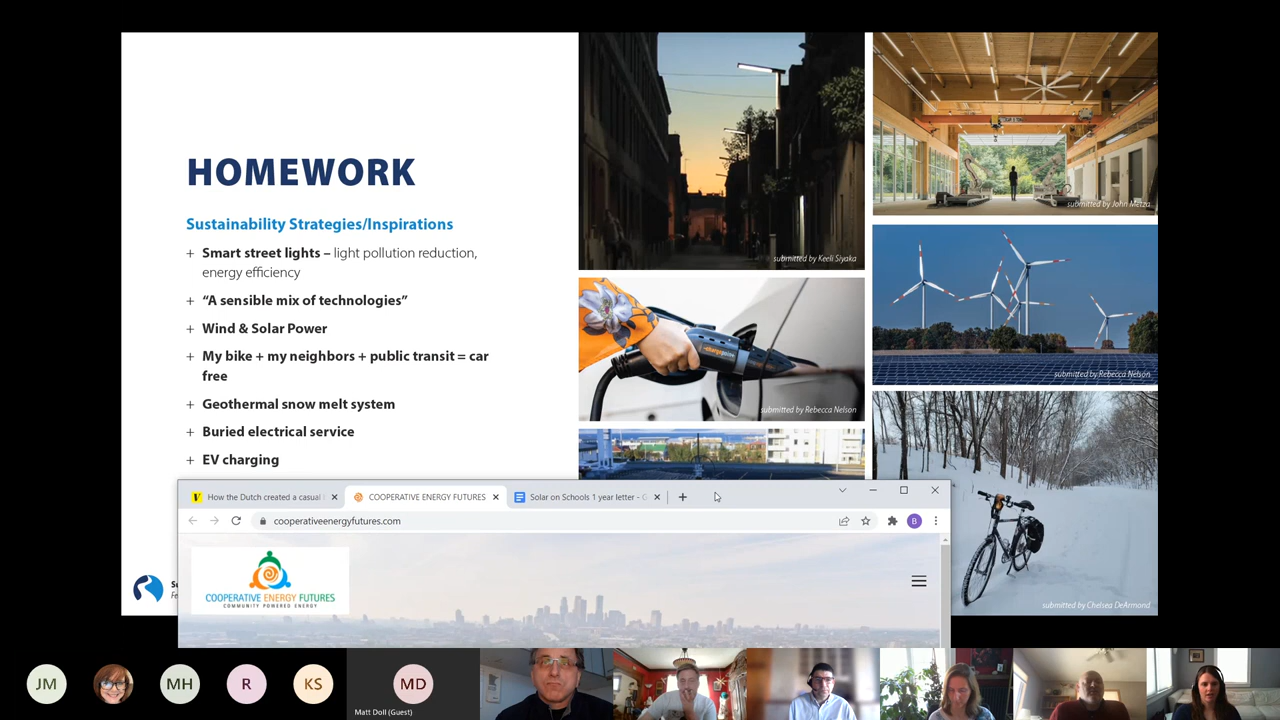 HOMEWORK
Sustainability Strategies/Inspirations
+ Smart street lights – light pollution reduction,
energy efficiency
+ “A sensible mix of technologies”
+ Wind & Solar Power
+ My bike + my neighbors + public transit = car
free
+ Geothermal snow melt system
+ Buried electrical service
+ EV charging
submitted by Keeli Siyaka
submitted by John Metza
submitted by Rebecca Nelson
submitted by Rebecca Nelson
submitted by Chelsea DeArmond
How the Dutch created a casual
COOPERATIVE ENERGY FUTURES
Solar on Schools 1 year letter - G
cooperativeenergyfutures.com
B
COOPERATIVE ENERGY FUTURES
COMMUNITY POWERED ENERGY
JM
MH
R
KS
MD
Matt Doll (Guest)